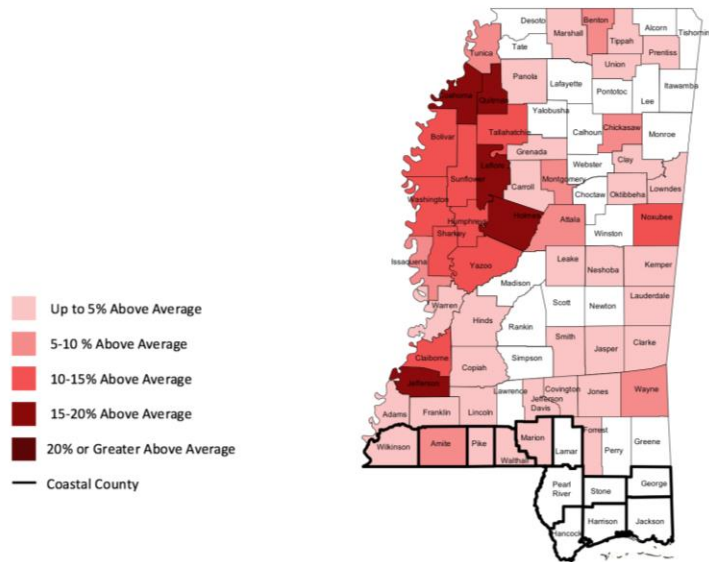 Desoto
Benton
Alcorn
Tishomin
Marshall
Tippah
Tate
Tunica
Prentiss
Union
Panola
Lafayette
Itawamba
Pontotoc
Lee
Coahoma
Quitman
Yalobusha
Bolivar
Tallahatchie
Calhoun
Chickasaw
Monroe
Grenada
Leflore
Clay
Webster
Sunflower
Montgomery
Carroll
Lowndes
Washington
Choctaw
Oktibbeha
Holmes
Humphreys
Attala
Noxubee
Sharkey
Winston
Issaquena
Yazoo
Leake
Neshoba
Kemper
Madison
Warren
Scott
Newton
Lauderdale
Hinds
Rankin
Smith
Jasper
Clarke
Claiborne
Simpson
Copiah
Jefferson
Lawrence
Covington
Jones
Wayne
Jefferson
Davis
Adams
Franklin
Lincoln
Marion
Forrest
Wilkinson
Amite
Pike
Walthall
Lamar
Perry
Greene
Pearl
River
Stone
George
Hancock
Harrison
Jackson
Up to 5% Above Average
5-10 % Above Average
10-15% Above Average
15-20% Above Average
20% or Greater Above Average
Coastal County